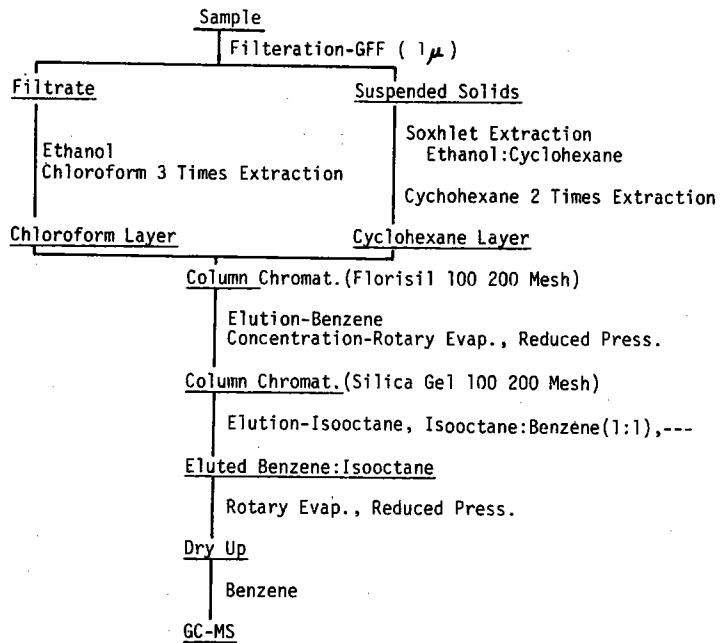 Sample
Filteration-GFF ( 1μ)
Filtrate
Suspended Solids
Ethanol
Chloroform 3 Times Extraction
Soxhlet Extraction
Ethanol:Cyclohexane
Cychohexane 2 Times Extraction
Chloroform Layer
Cyclohexane Layer
Column Chromat.(Florisil 100 200 Mesh)
Elution-Benzene
Concentration-Rotary Evap., Reduced Press.
Column Chromat.(Silica Gel 100 200 Mesh)
Elution-Isooctane, Isooctane:Benzene(1:1),---
Eluted Benzene:Isooctane
Rotary Evap., Reduced Press.
Dry Up
Benzene
GC-MS